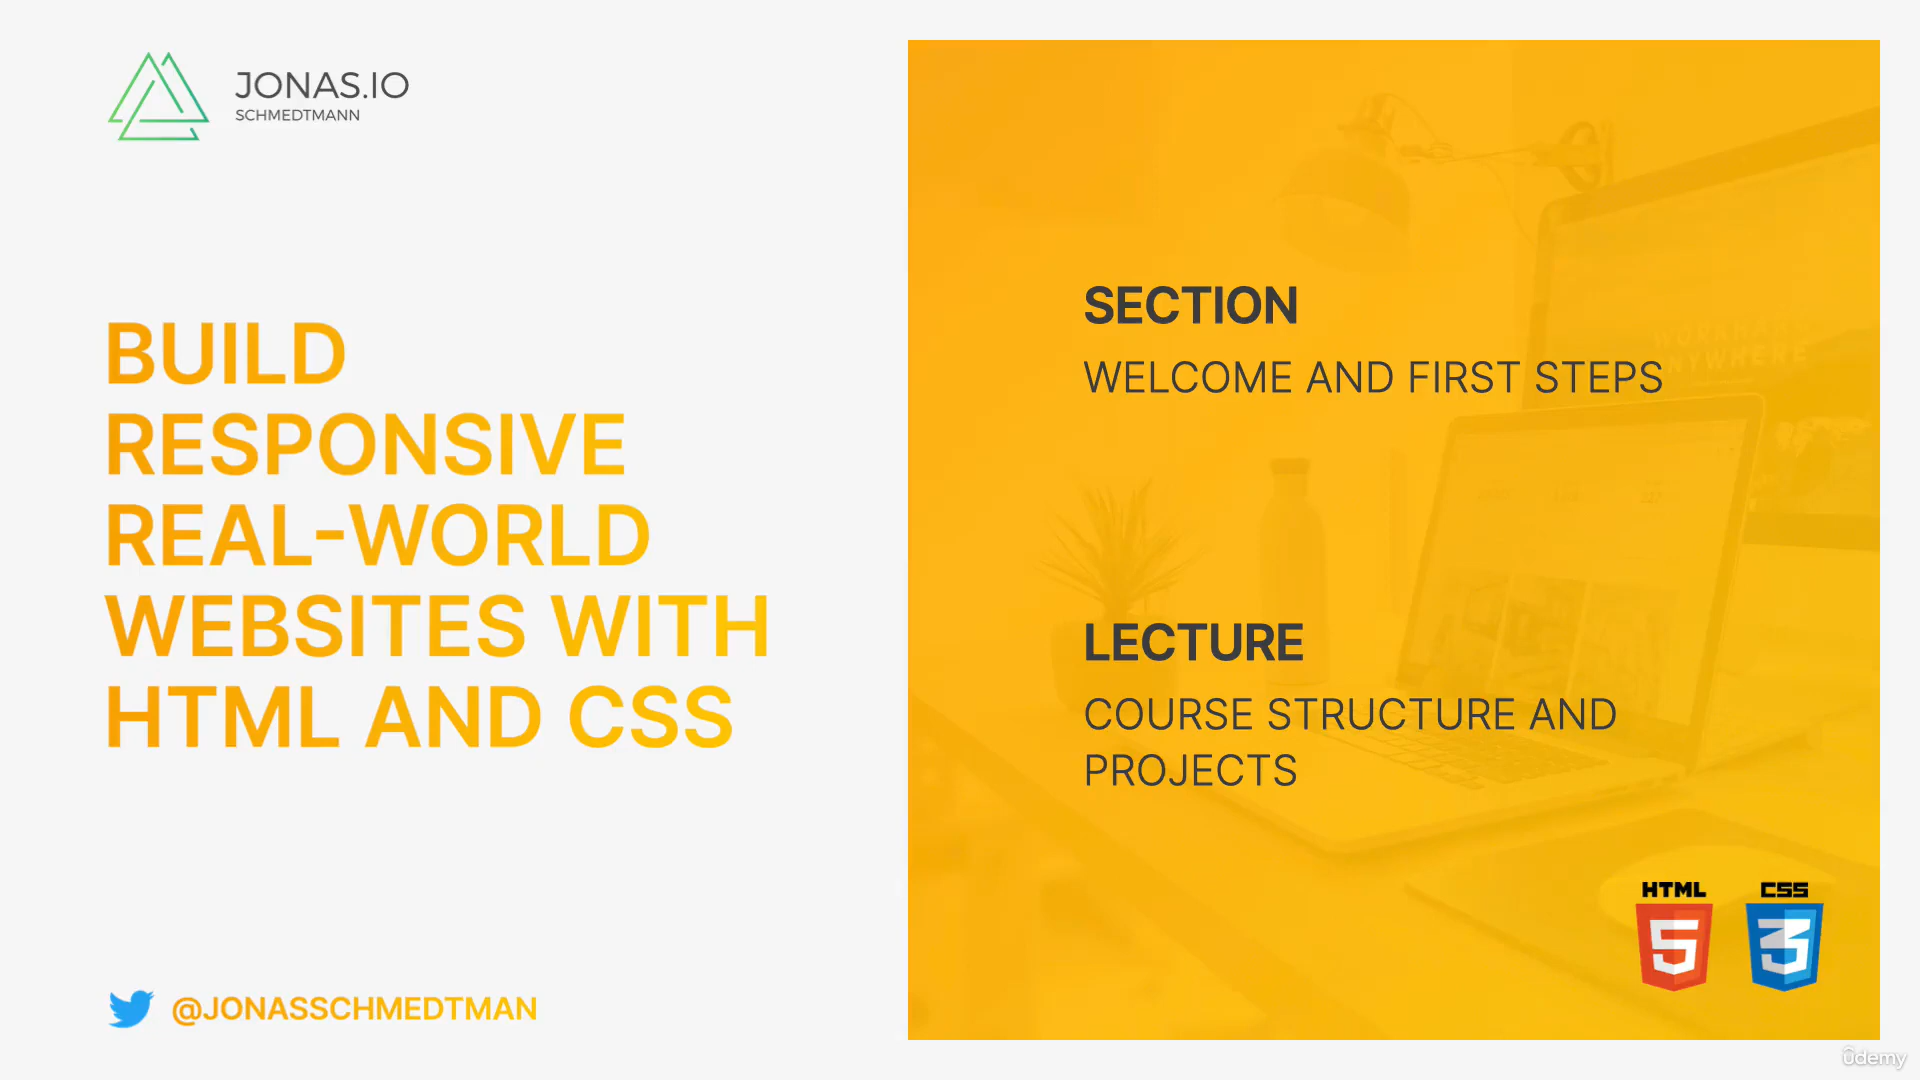 JONAS.IO
SCHMEDTMANN
BUILD
RESPONSIVE
REAL-WORLD
WEBSITES WITH
HTML AND CSS
@JONASSCHMEDTMAN
SECTION
WELCOME AND FIRST STEPS
LECTURE
COURSE STRUCTURE AND
PROJECTS
HTML CSS
5 3
udemy